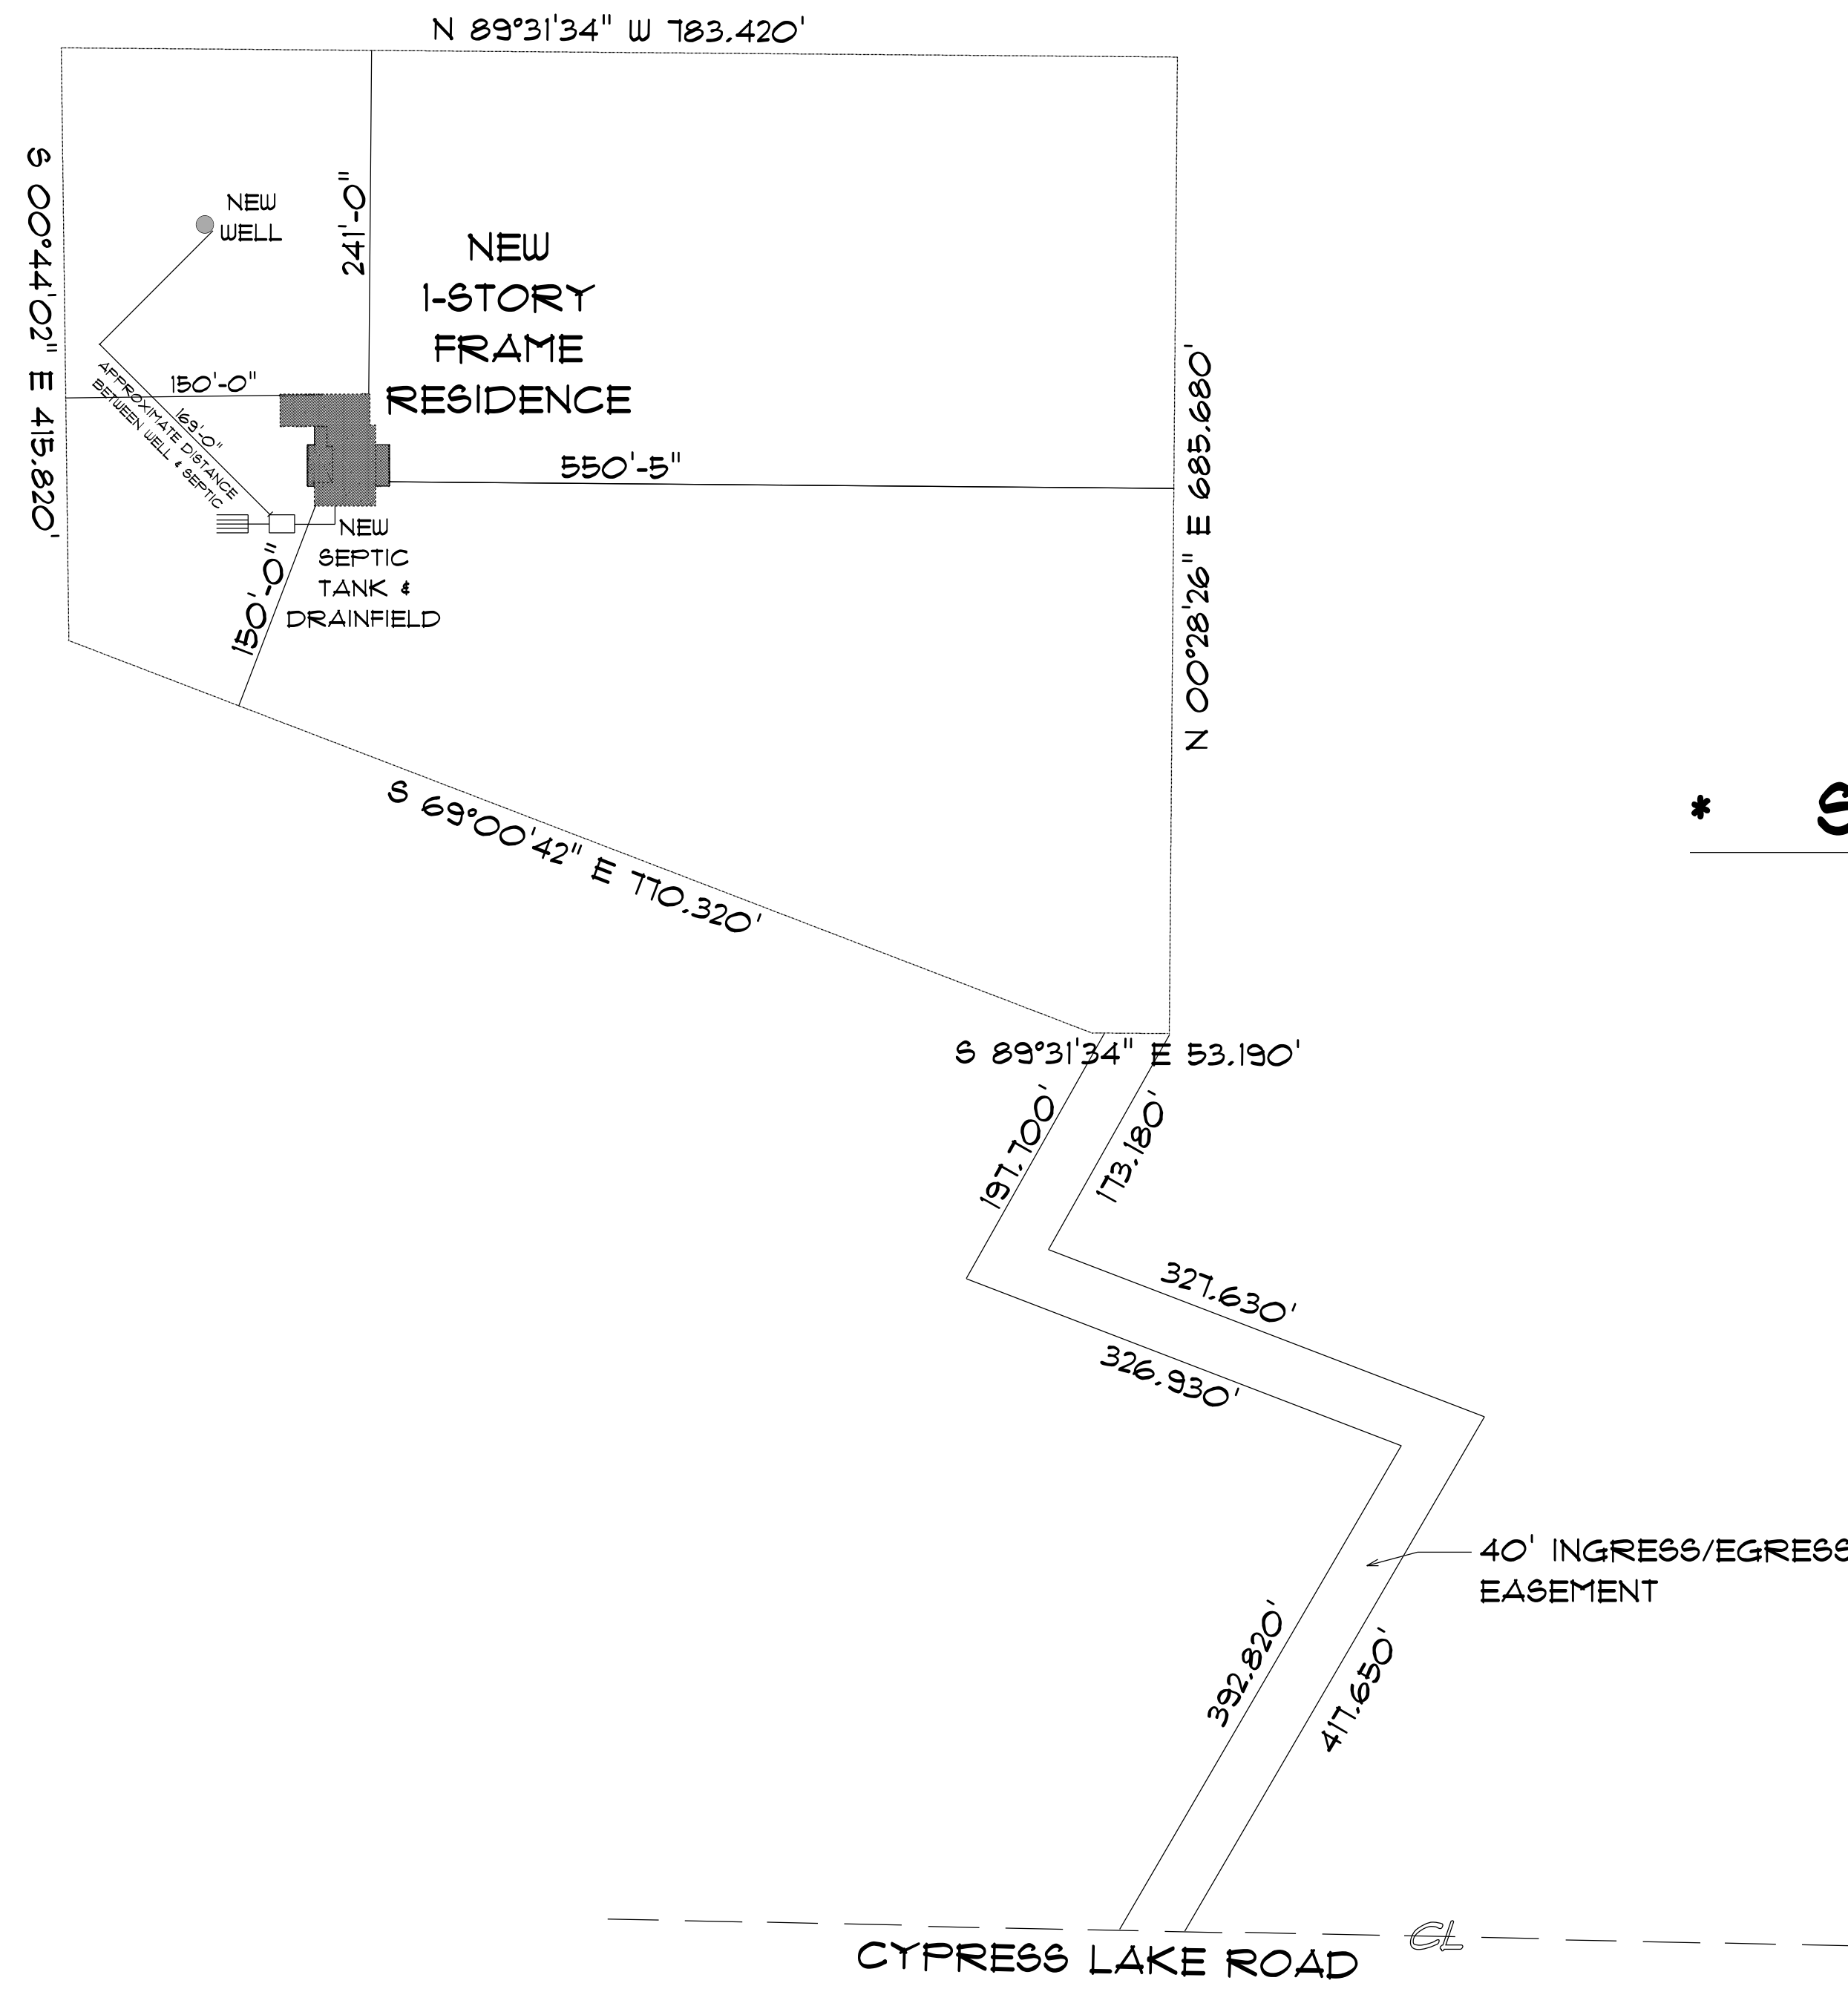 N 89°31'34" W 783.420'
S 00°44'02" E 415.820'
NEW
WELL
241'-0"
NEW
1-STORY
FRAME
RESIDENCE
150'-0"
169'-0"
APPROXIMATE DISTANCE
BETWEEN WELL & SEPTIC
550'-5"
N 00°28'26" E 685.680'
NEW
SEPTIC
TANK &
DRAINFIELD
150'-0"
S 69°00'42" E 770.320'
* S
S 89°31'34" E 53.190'
197.700'
173.180'
327.630'
326.930'
40' INGRESS/EGRESS
EASEMENT
392.820'
417.650'
CL
CYPRESS LAKE ROAD